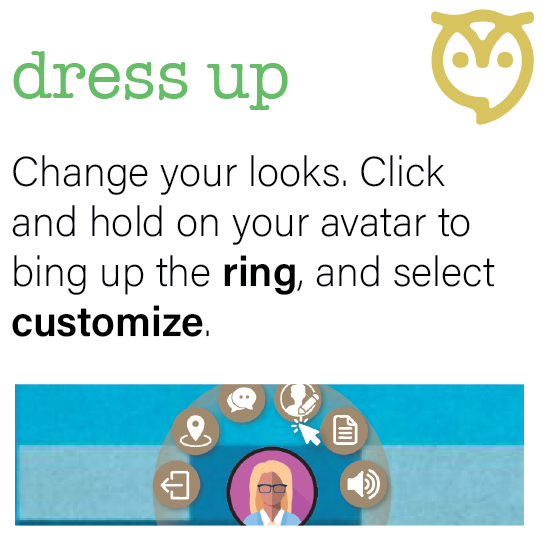 dress up
Change your looks. Click
and hold on your avatar to
bing up the ring, and select
customize.